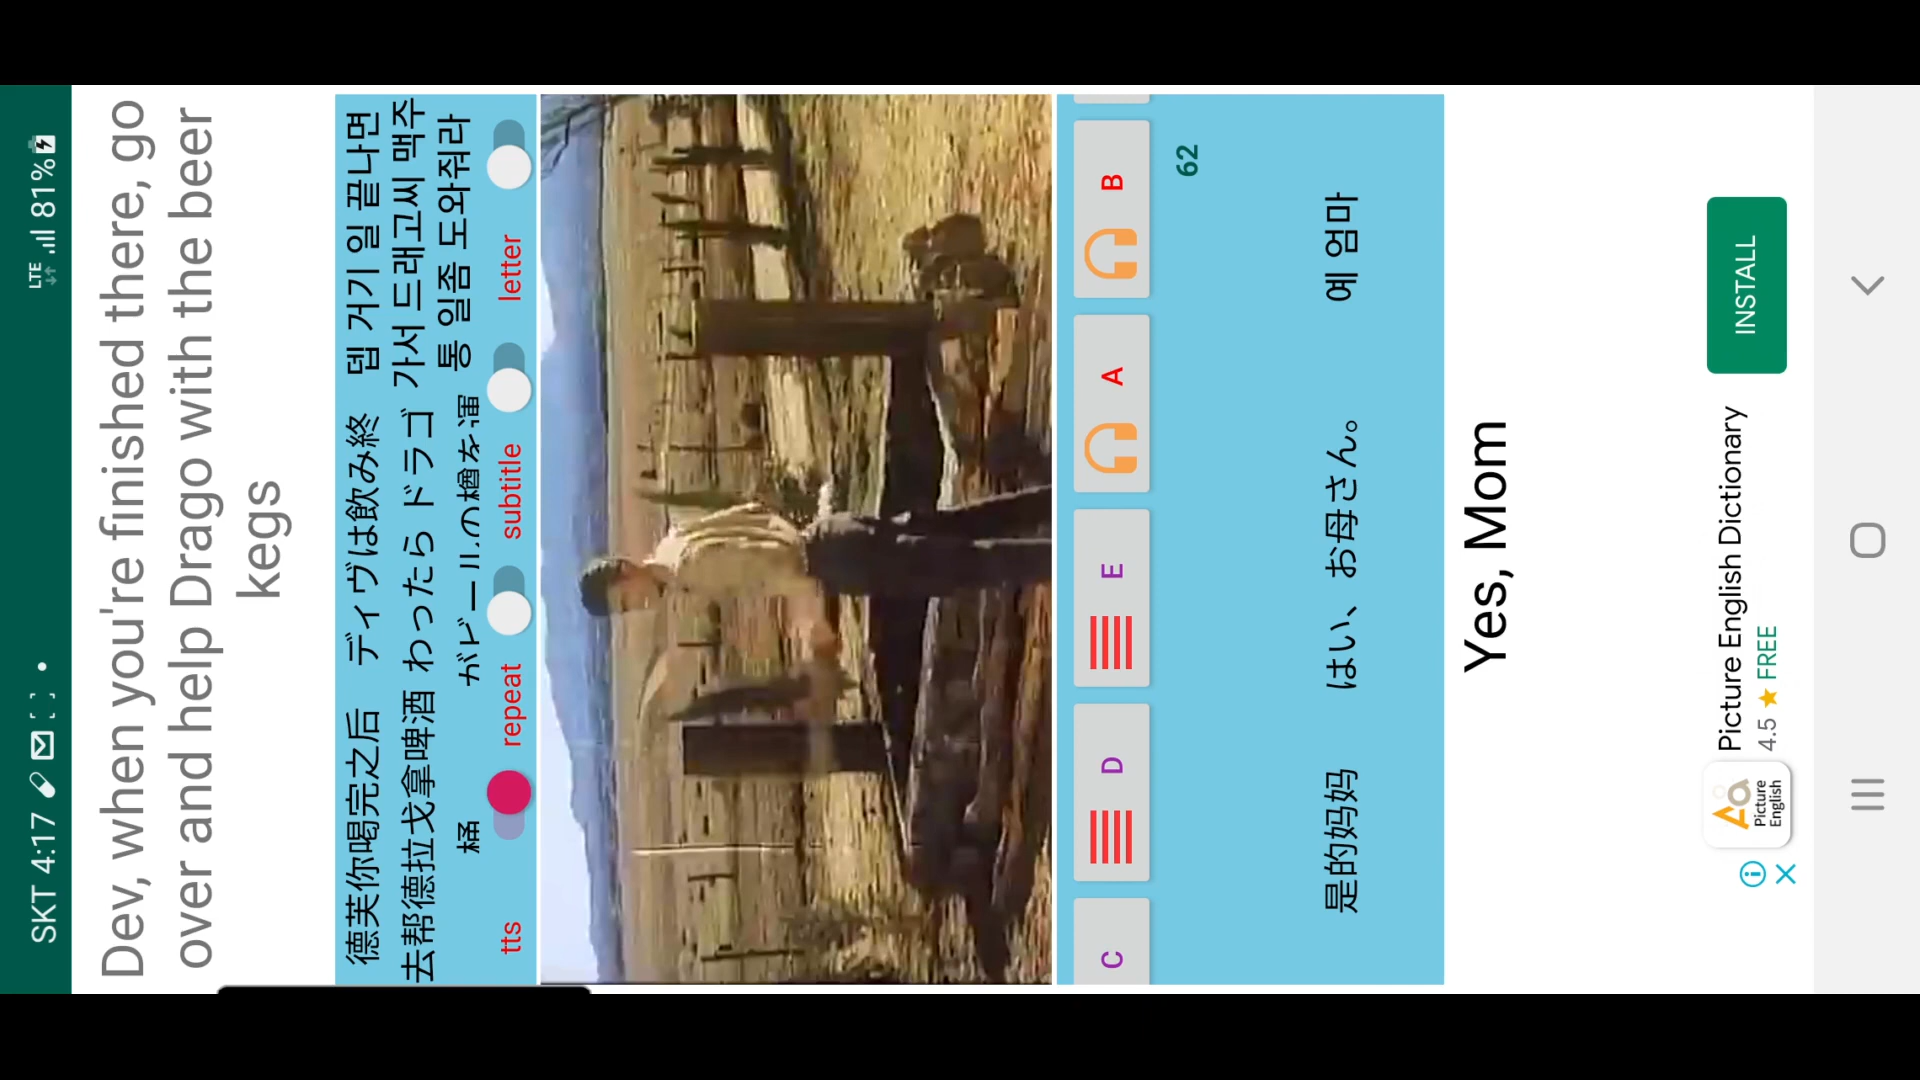 SKT 4:17
LTE 81%
Dev, when you're finished there, go
over and help Drago with the beer
kegs
德芙你喝完之后
去帮德拉戈拿啤酒
桶
ディヴは飲み終
わったら ドラゴ
がビールの樽を運
뎁 거기 일 끝나면
가서 드래고씨 맥주
통 일좀 도와줘라
tts repeat subtitle letter
C D E A B
62
是的妈妈 はい、お母さん。 예 엄마
Yes, Mom
Picture English
Picture English Dictionary
4.5 ★ FREE
INSTALL